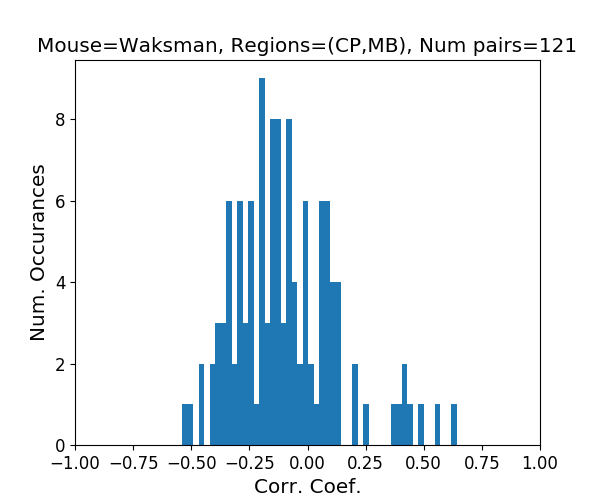 Mouse=Waksman, Regions=(CP,MB), Num pairs=121
Num. Occurances
8
6
4
2
0
−1.00 −0.75 −0.50 −0.25 0.00 0.25 0.50 0.75 1.00
Corr. Coef.